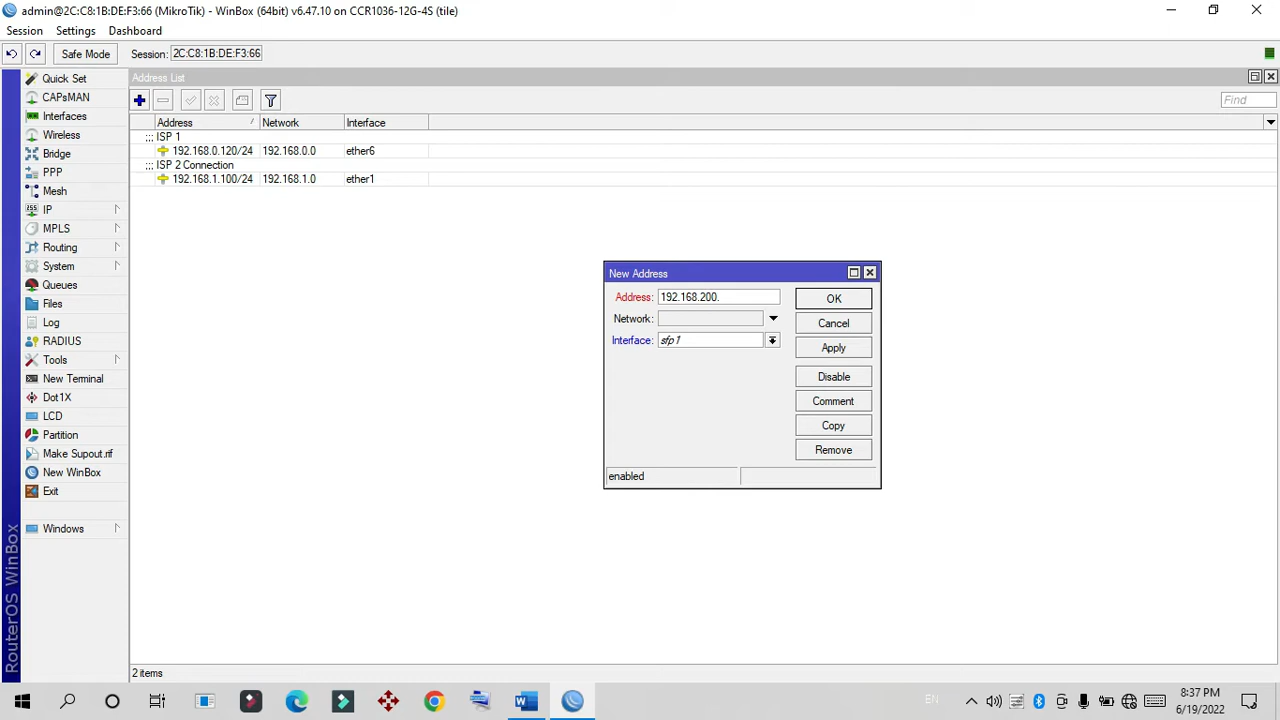 admin@2C:C8:1B:DE:F3:66 (MikroTik) - WinBox (64bit) v6.47.10 on CCR1036-12G-4S (tile)
Session Settings Dashboard
Safe Mode Session: 2C:C8:1B:DE:F3:66
Quick Set
CAPsMAN
Interfaces
Wireless
Bridge
PPP
Mesh
IP
MPLS
Routing
System
Queues
Files
Log
RADIUS
Tools
New Terminal
Dot1X
LCD
Partition
Make Supout.rif
New WinBox
Exit
Windows
RouterOS WinBox
Address List
Find
Address Network Interface
;;; ISP 1
192.168.0.120/24 192.168.0.0 ether6
;;; ISP 2 Connection
192.168.1.100/24 192.168.1.0 ether1
New Address
Address: 192.168.200.
Network:
Interface: sfp1
OK
Cancel
Apply
Disable
Comment
Copy
Remove
enabled
2 items
EN
8:37 PM
6/19/2022